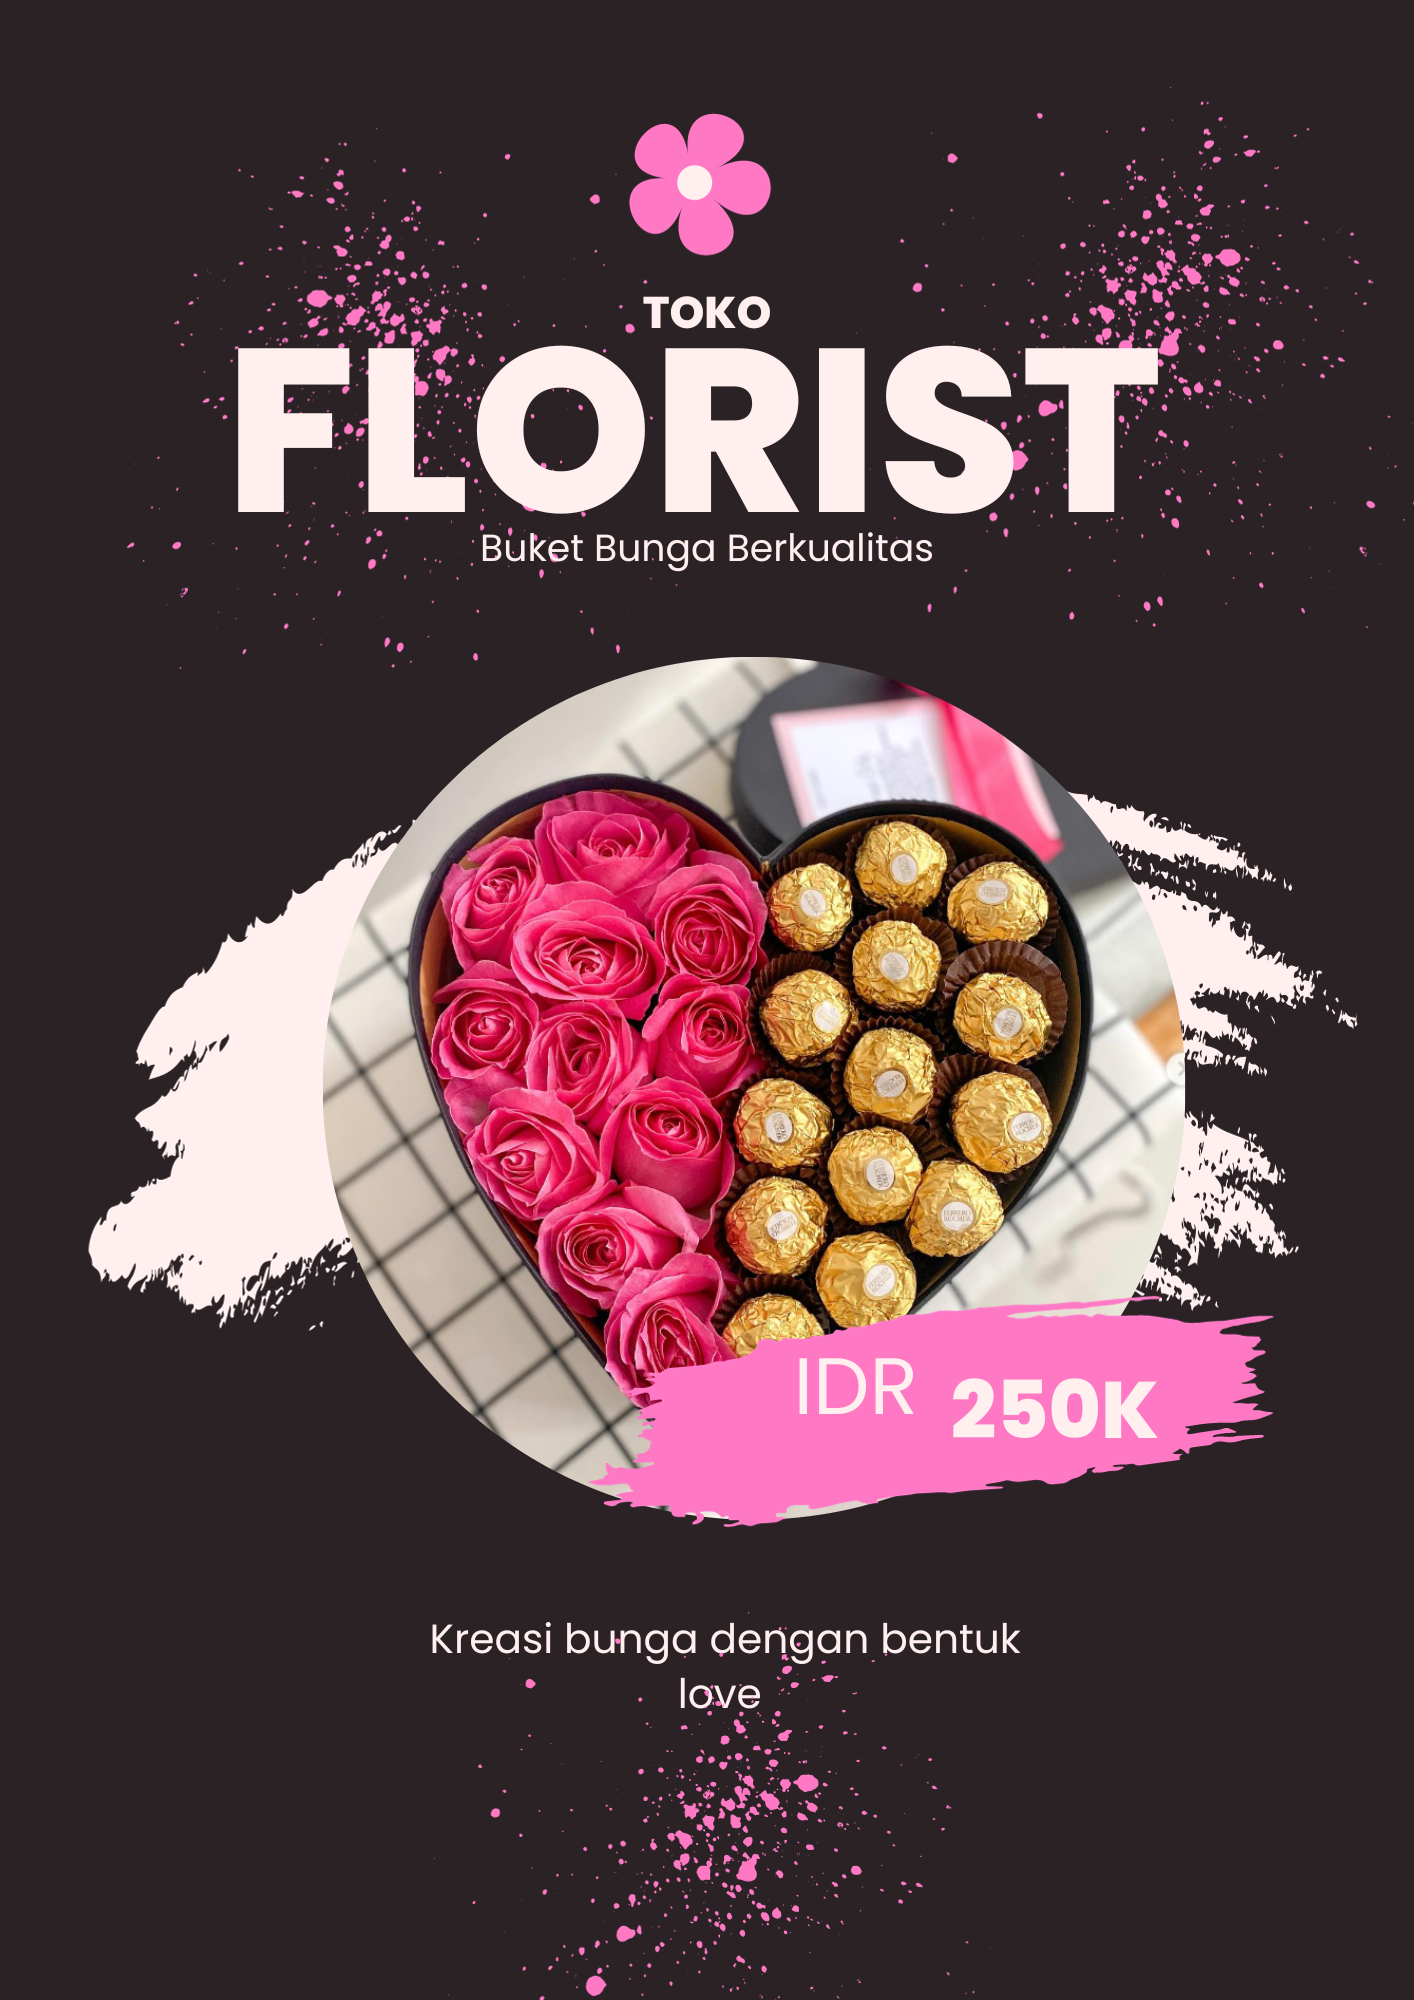 TOKO
FLORIST
Buket Bunga Berkualitas
IDR 250K
Kreasi bunga dengan bentuk
love